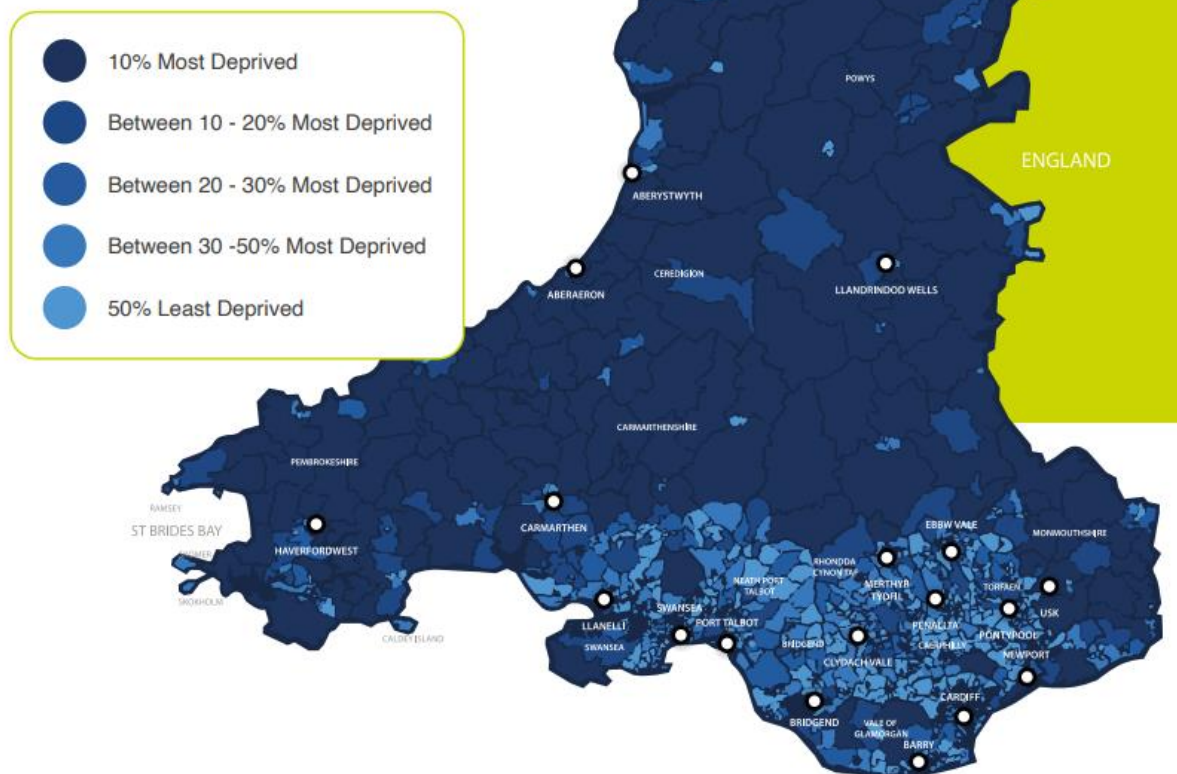 10% Most Deprived
Between 10 - 20% Most Deprived
Between 20 - 30% Most Deprived
Between 30 -50% Most Deprived
50% Least Deprived
POWYS
ENGLAND
ABERYSTWYTH
CEREDIGION
ABERAERON
LLANDRINDOD WELLS
CARMARTHENSHIRE
PEMBROKESHIRE
RAMSEY
ST BRIDES BAY
HAVERFORDWEST
SKOKHOLM
CALDEY ISLAND
CARMARTHEN
LLANELLI
SWANSEA
SWANSEA
PORT TALBOT
NEATH PORT
TALBOT
RHONDDA
CYNON TAF
MERTHYR
TYDFIL
EBBW VALE
MONMOUTHSHIRE
TORFAEN
USK
PENALLTA
PONTYPOOL
CAERPHILLY
NEWPORT
BRIDGEND
CLYDACH VALE
CARDIFF
BRIDGEND
VALE OF
GLAMORGAN
BARRY